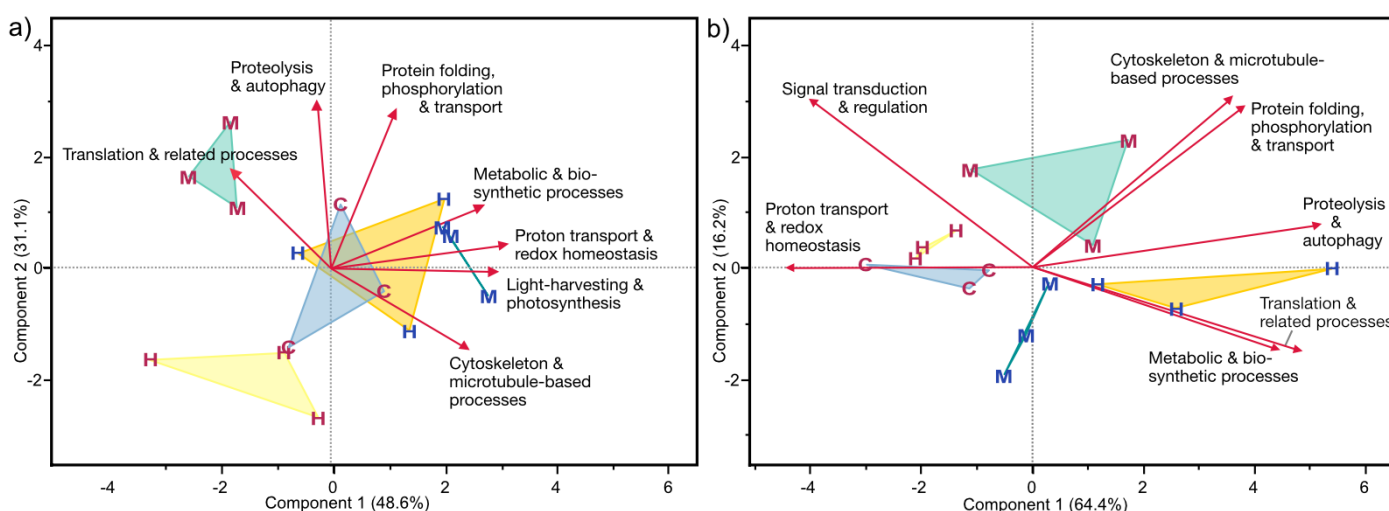 a)
4
2
0
-2
Component 2 (31.1%)
-4
-2
0
2
4
6
Component 1 (48.6%)
Proteolysis
& autophagy
Protein folding,
phosphorylation
& transport
Translation & related processes
Metabolic & bio-
synthetic processes
Proton transport &
redox homeostasis
Light-harvesting &
photosynthesis
Cytoskeleton &
microtubule-based
processes
M
M
M
C
C
C
H
H
H
M
M
M
H
H
H
b)
4
2
0
-2
Component 2 (16.2%)
-4
-2
0
2
4
6
Component 1 (64.4%)
Cytoskeleton & microtubule-
based processes
Signal transduction
& regulation
Protein folding,
phosphorylation
& transport
Proton transport
& redox
homeostasis
Proteolysis
& autophagy
Translation &
related processes
Metabolic & bio-
synthetic processes
M
M
M
H
H
H
C
C
C
H
H
H
M
M
M